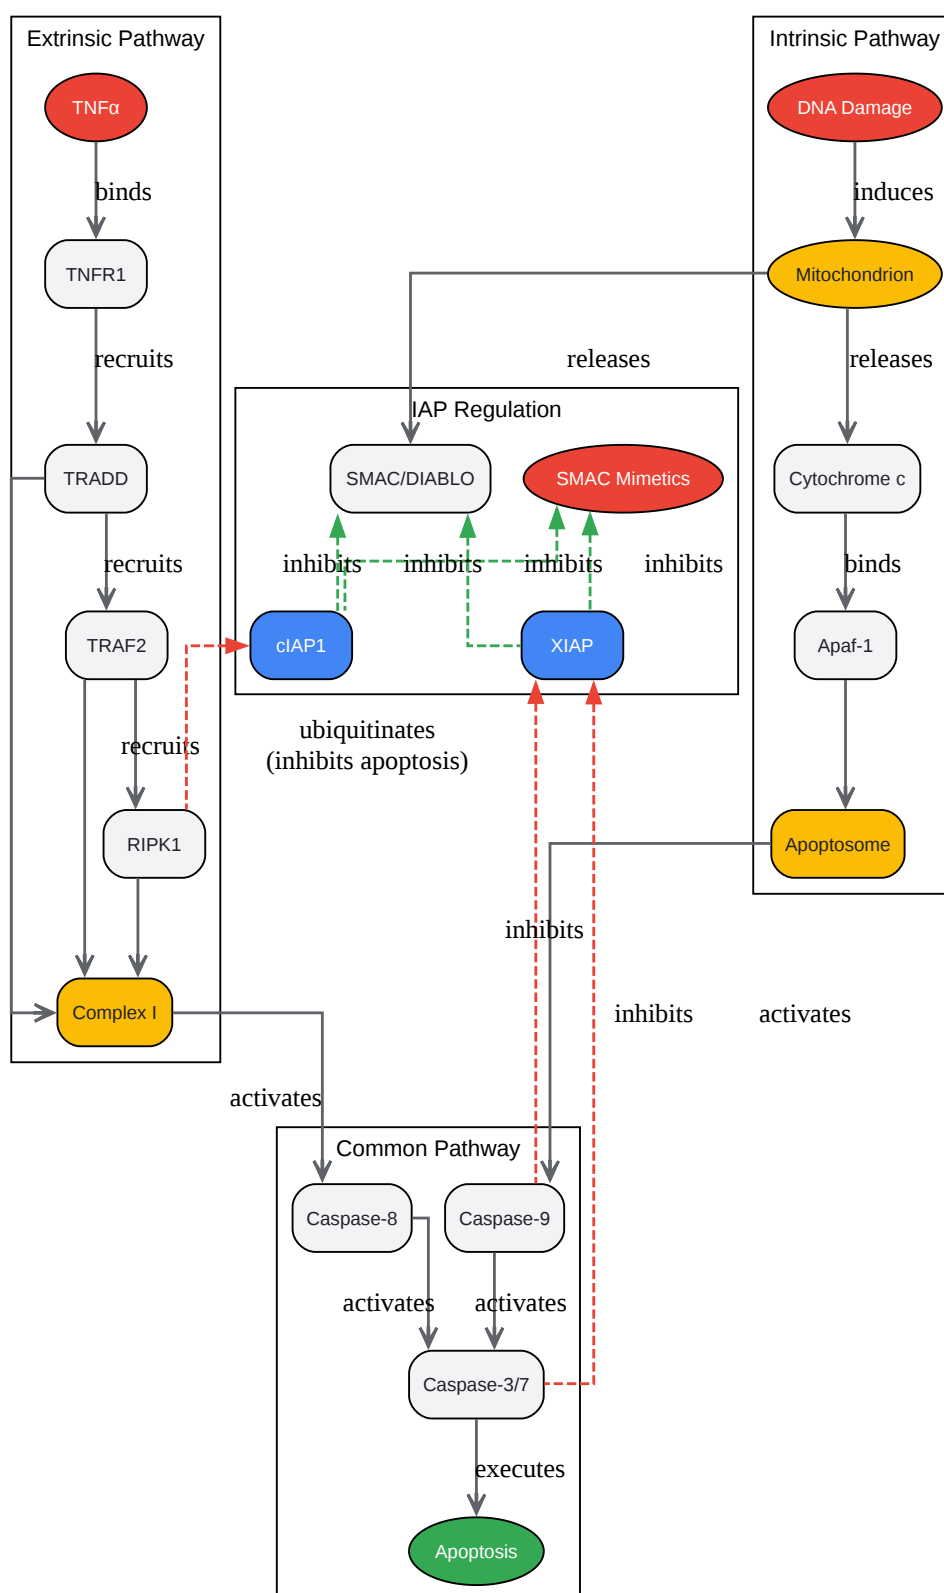 Extrinsic Pathway
Intrinsic Pathway
TNFα
DNA Damage
binds
induces
TNFR1
Mitochondrion
recruits
releases
releases
IAP Regulation
TRADD
SMAC/DIABLO
SMAC Mimetics
Cytochrome c
recruits
inhibits
inhibits
inhibits
inhibits
binds
TRAF2
cIAP1
XIAP
Apaf-1
recruits
ubiquitinates
(inhibits apoptosis)
RIPK1
Apoptosome
inhibits
Complex I
inhibits
activates
activates
Common Pathway
Caspase-8
Caspase-9
activates
activates
Caspase-3/7
executes
Apoptosis